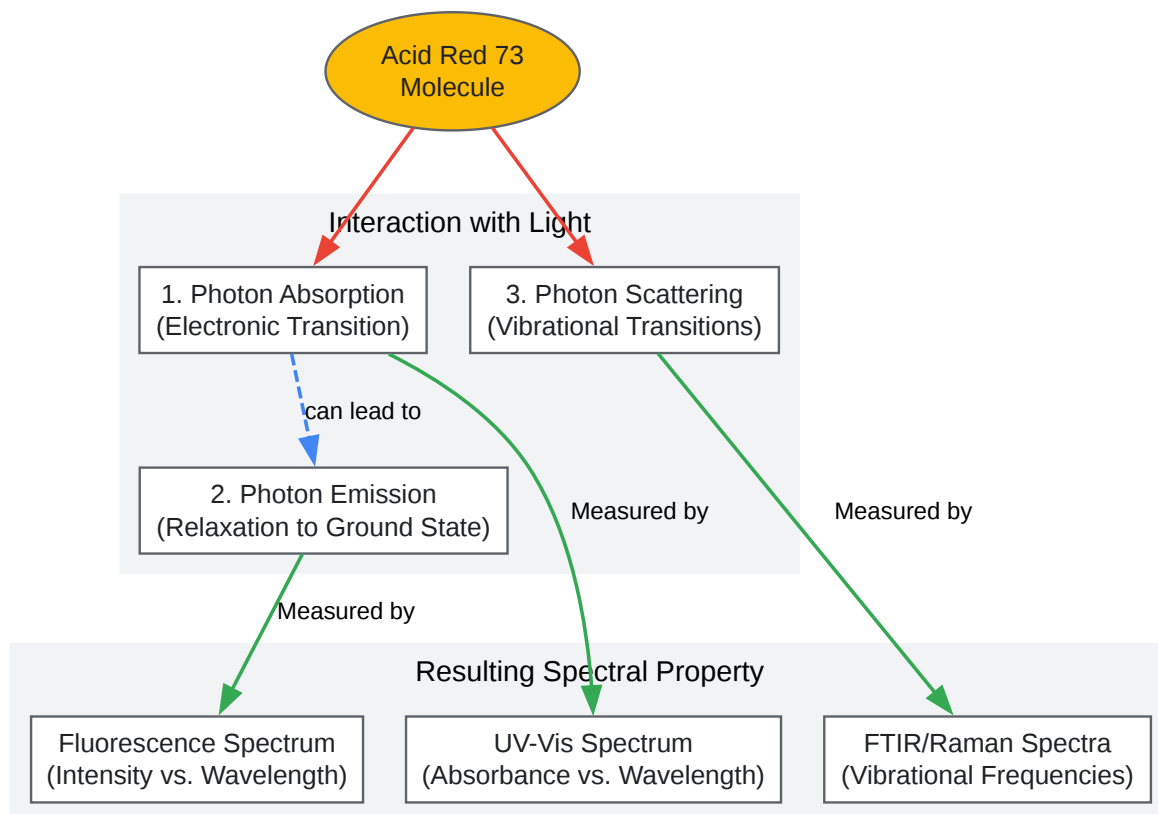 Acid Red 73
Molecule
Interaction with Light
1. Photon Absorption
(Electronic Transition)
3. Photon Scattering
(Vibrational Transitions)
can lead to
2. Photon Emission
(Relaxation to Ground State)
Measured by
Measured by
Measured by
Resulting Spectral Property
Fluorescence Spectrum
(Intensity vs. Wavelength)
UV-Vis Spectrum
(Absorbance vs. Wavelength)
FTIR/Raman Spectra
(Vibrational Frequencies)